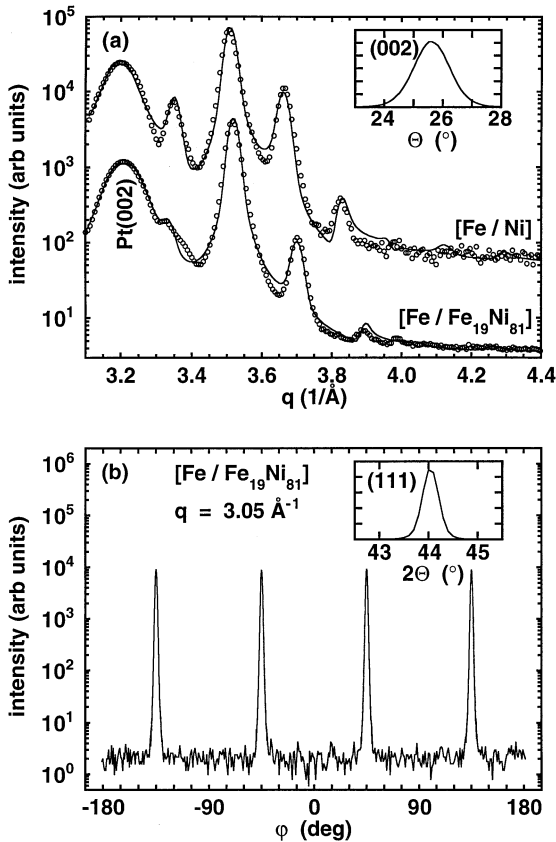 (a)
10^5
10^4
10^3
10^2
10^1
intensity (arb units)
Pt(002)
(002)
24 26 28
Θ (°)
[Fe / Ni]
[Fe / Fe₁₉Ni₈₁]
3.2 3.4 3.6 3.8 4.0 4.2 4.4
q (1/Å)
(b)
[Fe / Fe₁₉Ni₈₁]
q = 3.05 Å⁻¹
10^6
10^5
10^4
10^3
10^2
10^1
10^0
intensity (arb units)
(111)
43 44 45
2Θ (°)
-180 -90 0 90 180
φ (deg)